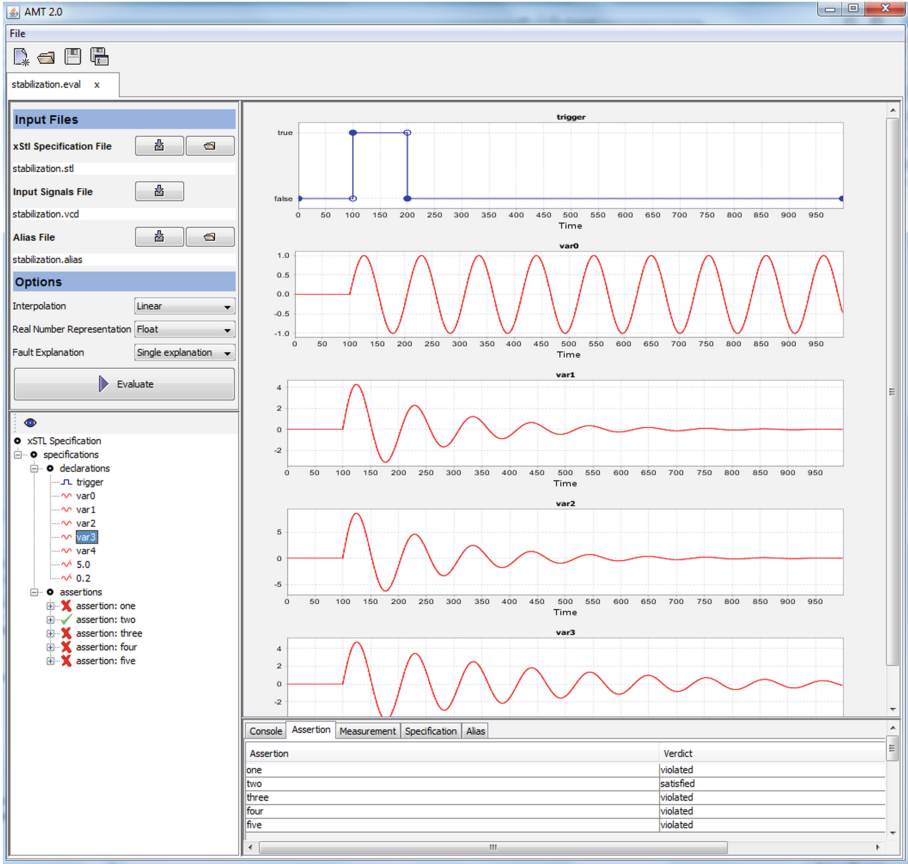 AMT 2.0
File
stabilization.eval x
Input Files
xStl Specification File
stabilization.stl
Input Signals File
stabilization.vcd
Alias File
stabilization.alias
Options
Interpolation Linear
Real Number Representation Float
Fault Explanation Single explanation
Evaluate
xSTL Specification
specifications
declarations
trigger
var0
var1
var2
var3
var4
5.0
0.2
assertions
assertion: one
assertion: two
assertion: three
assertion: four
assertion: five
trigger
true
false
0 50 100 150 200 250 300 350 400 450 500 550 600 650 700 750 800 850 900 950
Time
var0
1.0
0.5
0.0
-0.5
-1.0
0 50 100 150 200 250 300 350 400 450 500 550 600 650 700 750 800 850 900 950
Time
var1
4
2
0
-2
0 50 100 150 200 250 300 350 400 450 500 550 600 650 700 750 800 850 900 950
Time
var2
5
0
-5
0 50 100 150 200 250 300 350 400 450 500 550 600 650 700 750 800 850 900 950
Time
var3
4
2
0
-2
Console Assertion Measurement Specification Alias
Assertion Verdict
one violated
two satisfied
three violated
four violated
five violated